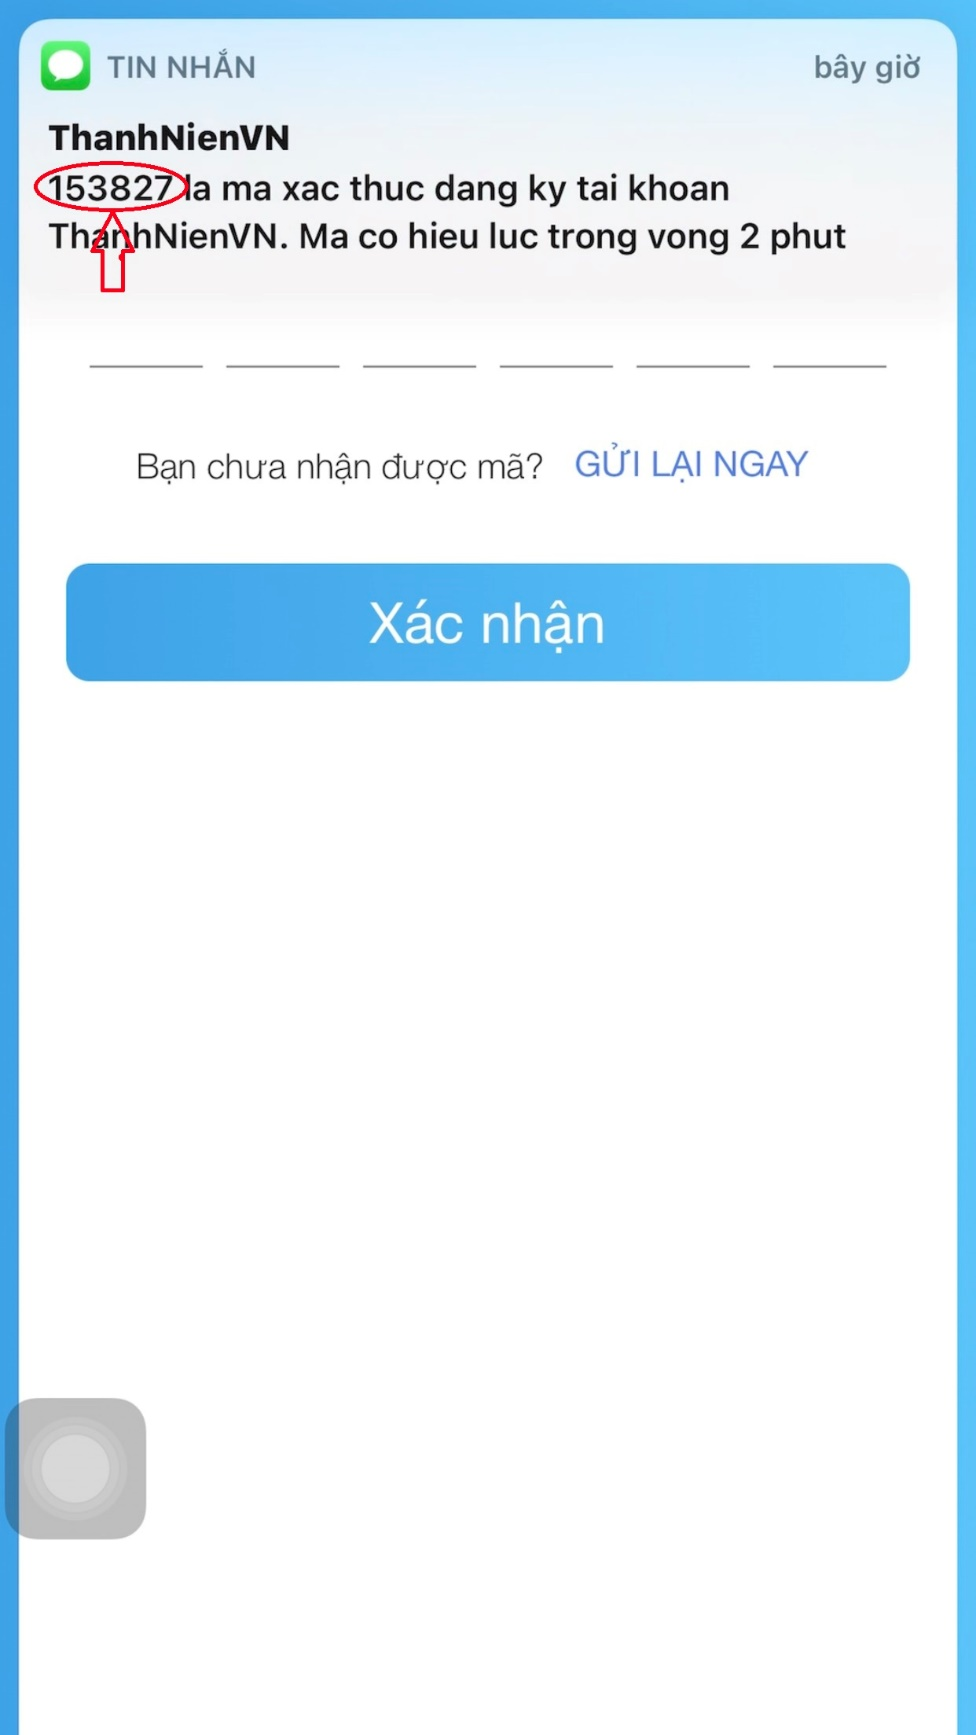 TIN NHẮN
bây giờ
ThanhNienVN
153827 la ma xac thuc dang ky tai khoan
ThanhNienVN. Ma co hieu luc trong vong 2 phut
Bạn chưa nhận được mã? GỬI LẠI NGAY
Xác nhận